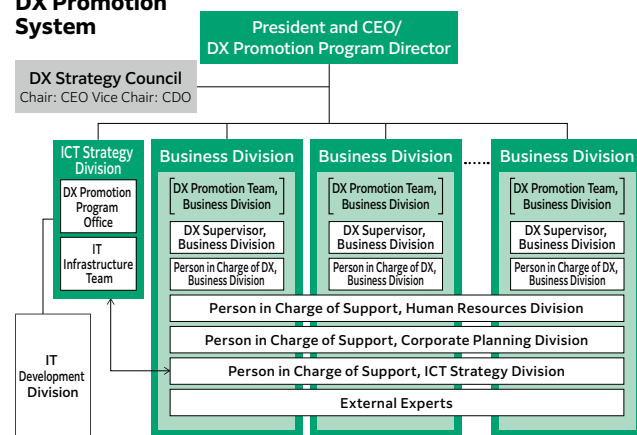 DX Promotion
System
President and CEO/
DX Promotion Program Director
DX Strategy Council
Chair: CEO Vice Chair: CDO
ICT Strategy
Division
DX Promotion
Program
Office
IT
Infrastructure
Team
IT
Development
Division
Business Division
DX Promotion Team,
Business Division
DX Supervisor,
Business Division
Person in Charge of DX,
Business Division
Business Division
DX Promotion Team,
Business Division
DX Supervisor,
Business Division
Person in Charge of DX,
Business Division
Business Division
DX Promotion Team,
Business Division
DX Supervisor,
Business Division
Person in Charge of DX,
Business Division
Person in Charge of Support, Human Resources Division
Person in Charge of Support, Corporate Planning Division
Person in Charge of Support, ICT Strategy Division
External Experts